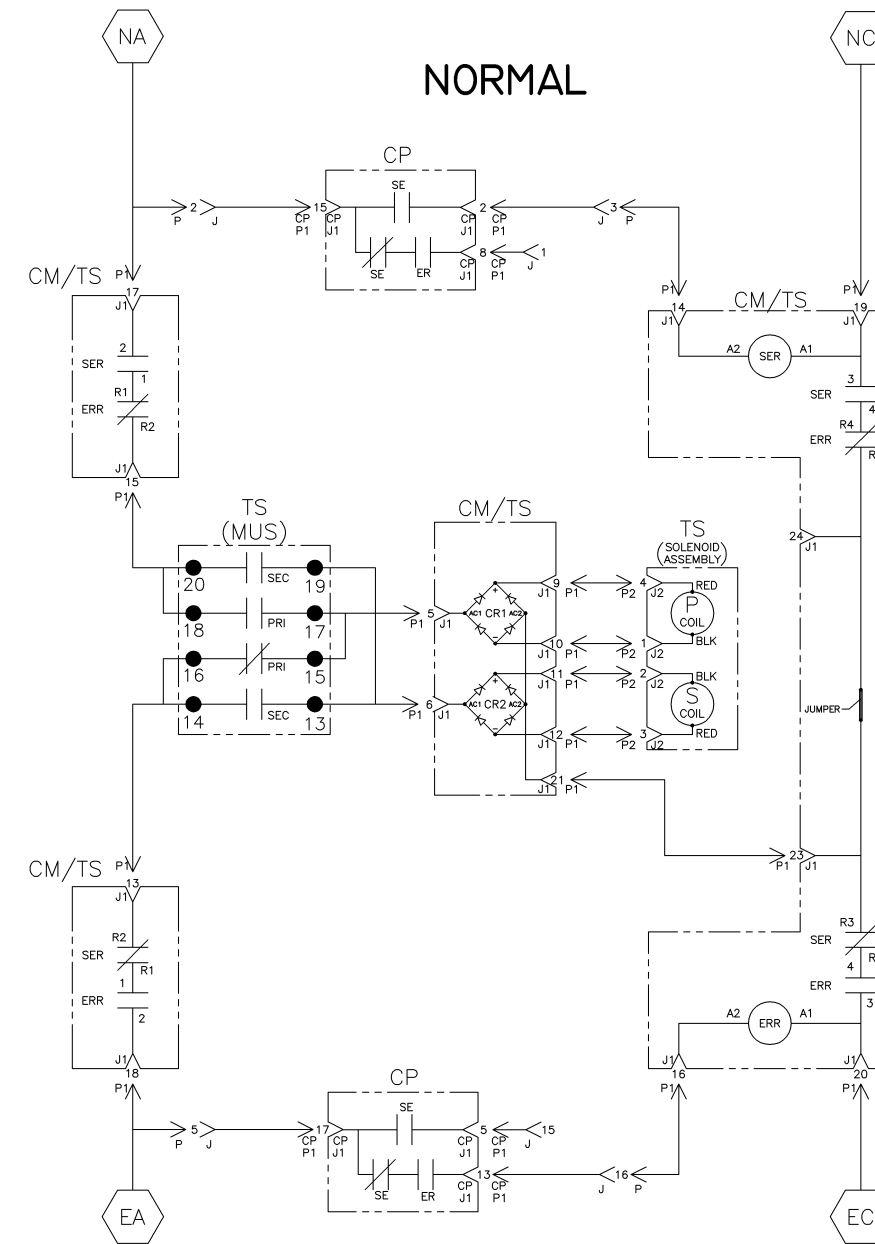 NA
NC
NORMAL
CP
SE
P 2 J
15
CP P1
CP J1
2
CP J1
CP P1
3
J P
8
CP J1
CP P1
1
J
SE
ER
CM/TS
P1
17
J1
P1
14
J1
CM/TS
P1
19
J1
2
SER
1
R1
ERR
R2
J1
15
P1
A2
SER
A1
3
SER
4
R4
ERR
R
TS
(MUS)
CM/TS
TS
(SOLENOID
ASSEMBLY)
24
J1
20
SEC
19
18
PRI
17
16
PRI
15
14
SEC
13
P1
5
J1
P1
6
J1
+
AC1 CR1 AC2
-
+
AC1 CR2 AC2
-
9
J1 P1
10
J1 P1
11
J1 P1
12
J1 P1
21
J1 P1
4
P2 J2
1
P2 J2
2
P2 J2
3
P2 J2
RED
P
COIL
BLK
BLK
S
COIL
RED
JUMPER
23
P1 J1
CM/TS
P1
13
J1
R2
SER
R1
1
ERR
2
J1
18
P1
R3
SER
R
4
ERR
3
A2
ERR
A1
J1
16
P1
J1
20
P1
CP
SE
P 5 J
17
CP P1
CP J1
5
CP J1
CP P1
15
J
13
CP J1
CP P1
16
J P
SE
ER
EA
EC